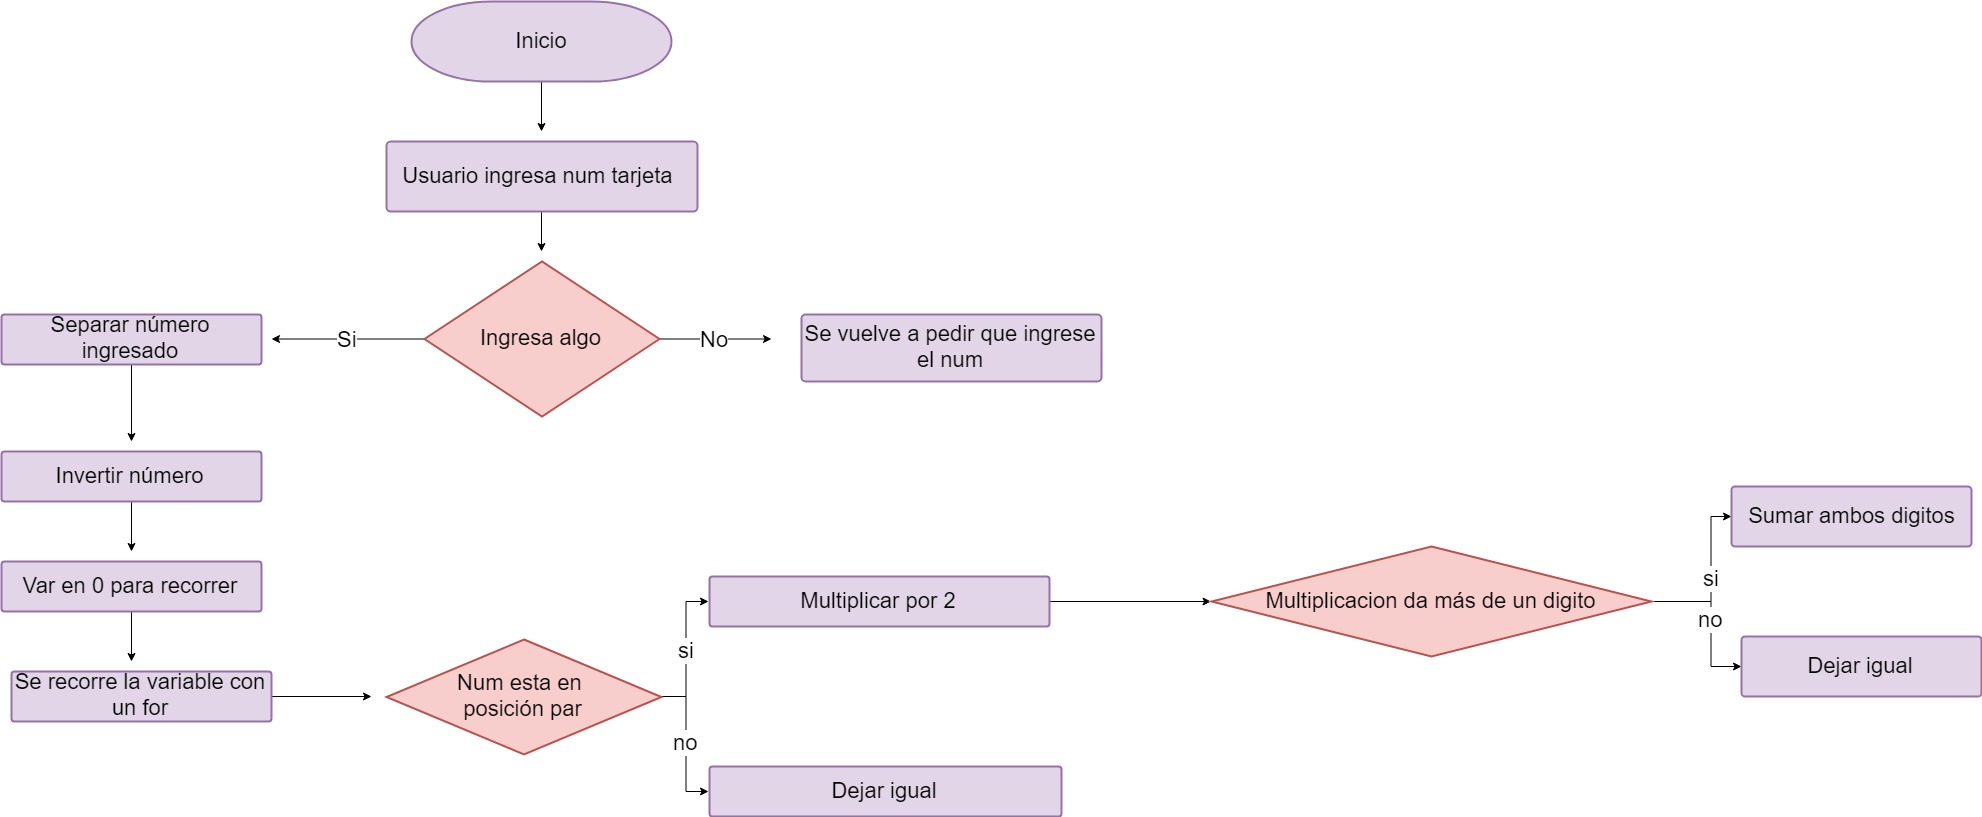 Inicio
Usuario ingresa num tarjeta
Ingresa algo
Si
No
Separar número
ingresado
Se vuelve a pedir que ingrese
el num
Invertir número
Var en 0 para recorrer
Se recorre la variable con
un for
Num esta en
posición par
si
no
Multiplicar por 2
Dejar igual
Multiplicacion da más de un digito
si
no
Sumar ambos digitos
Dejar igual